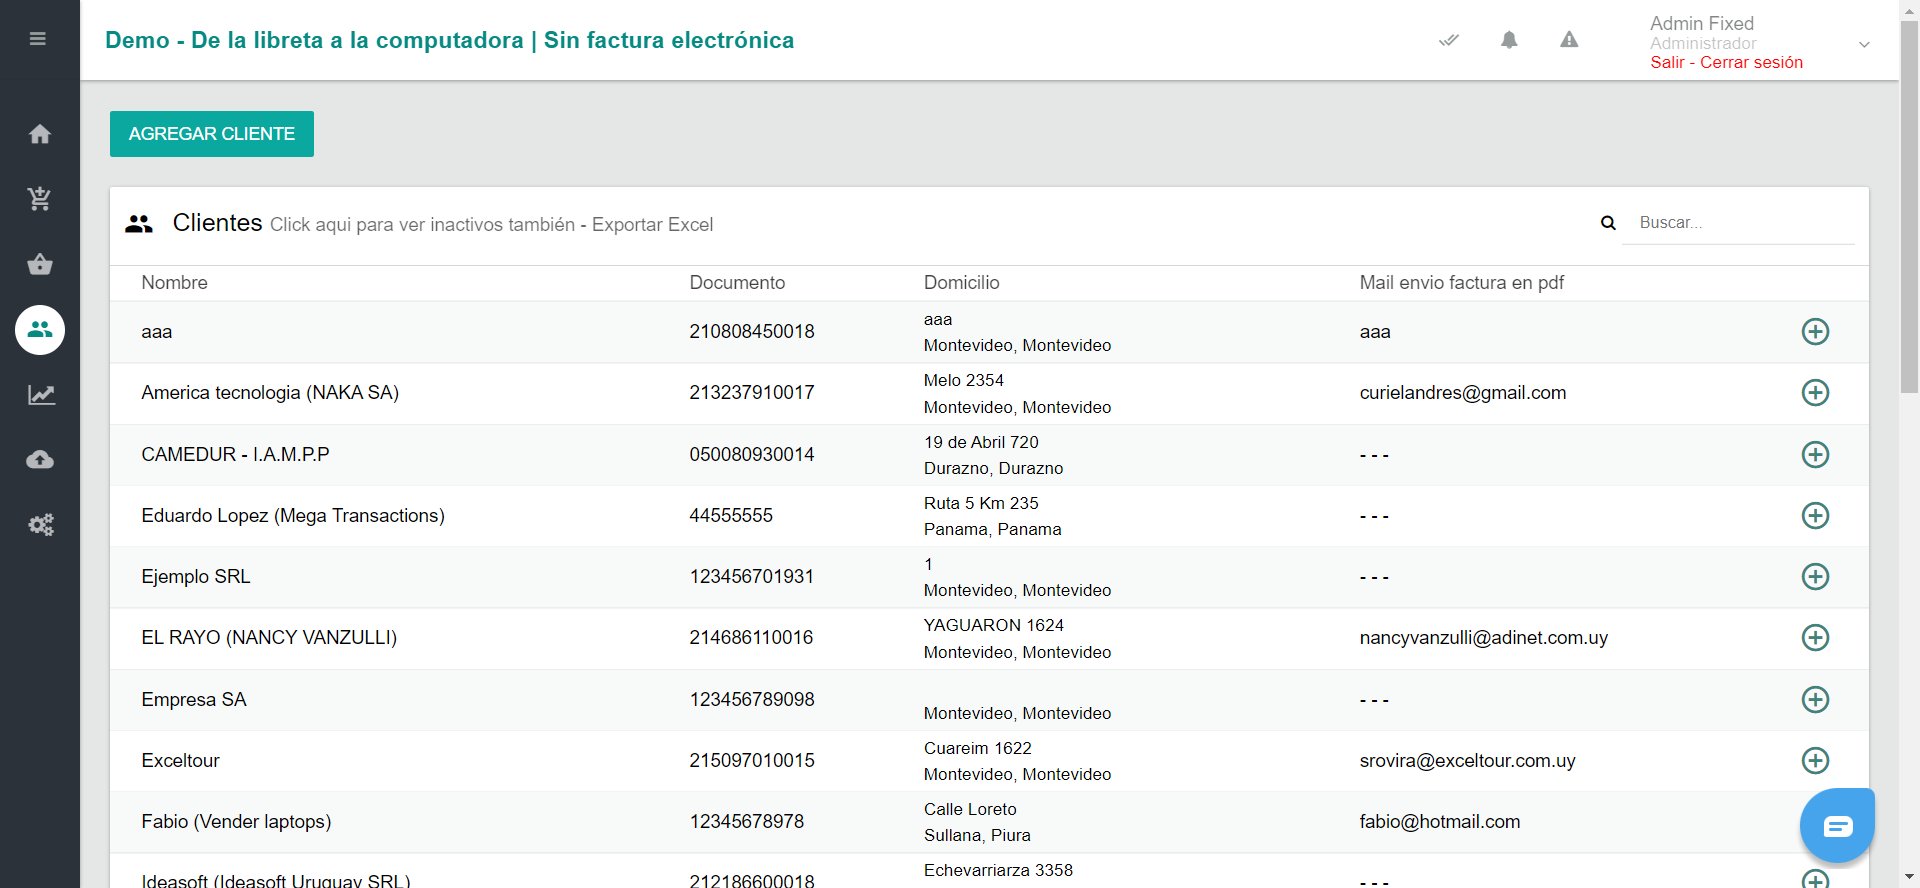 Demo - De la libreta a la computadora | Sin factura electrónica
Admin Fixed
Administrador
Salir - Cerrar sesión
AGREGAR CLIENTE
Clientes Click aqui para ver inactivos también - Exportar Excel
Buscar...
Nombre Documento Domicilio Mail envio factura en pdf
aaa 210808450018 aaa
Montevideo, Montevideo aaa
America tecnologia (NAKA SA) 213237910017 Melo 2354
Montevideo, Montevideo curielandres@gmail.com
CAMEDUR - I.A.M.P.P 050080930014 19 de Abril 720
Durazno, Durazno - - -
Eduardo Lopez (Mega Transactions) 44555555 Ruta 5 Km 235
Panama, Panama - - -
Ejemplo SRL 123456701931 1
Montevideo, Montevideo - - -
EL RAYO (NANCY VANZULLI) 214686110016 YAGUARON 1624
Montevideo, Montevideo nancyvanzulli@adinet.com.uy
Empresa SA 123456789098
Montevideo, Montevideo - - -
Exceltour 215097010015 Cuareim 1622
Montevideo, Montevideo srovira@exceltour.com.uy
Fabio (Vender laptops) 12345678978 Calle Loreto
Sullana, Piura fabio@hotmail.com
Ideasoft (Ideasoft Uruguay SRL) 212186600018 Echevarriarza 3358
- - -